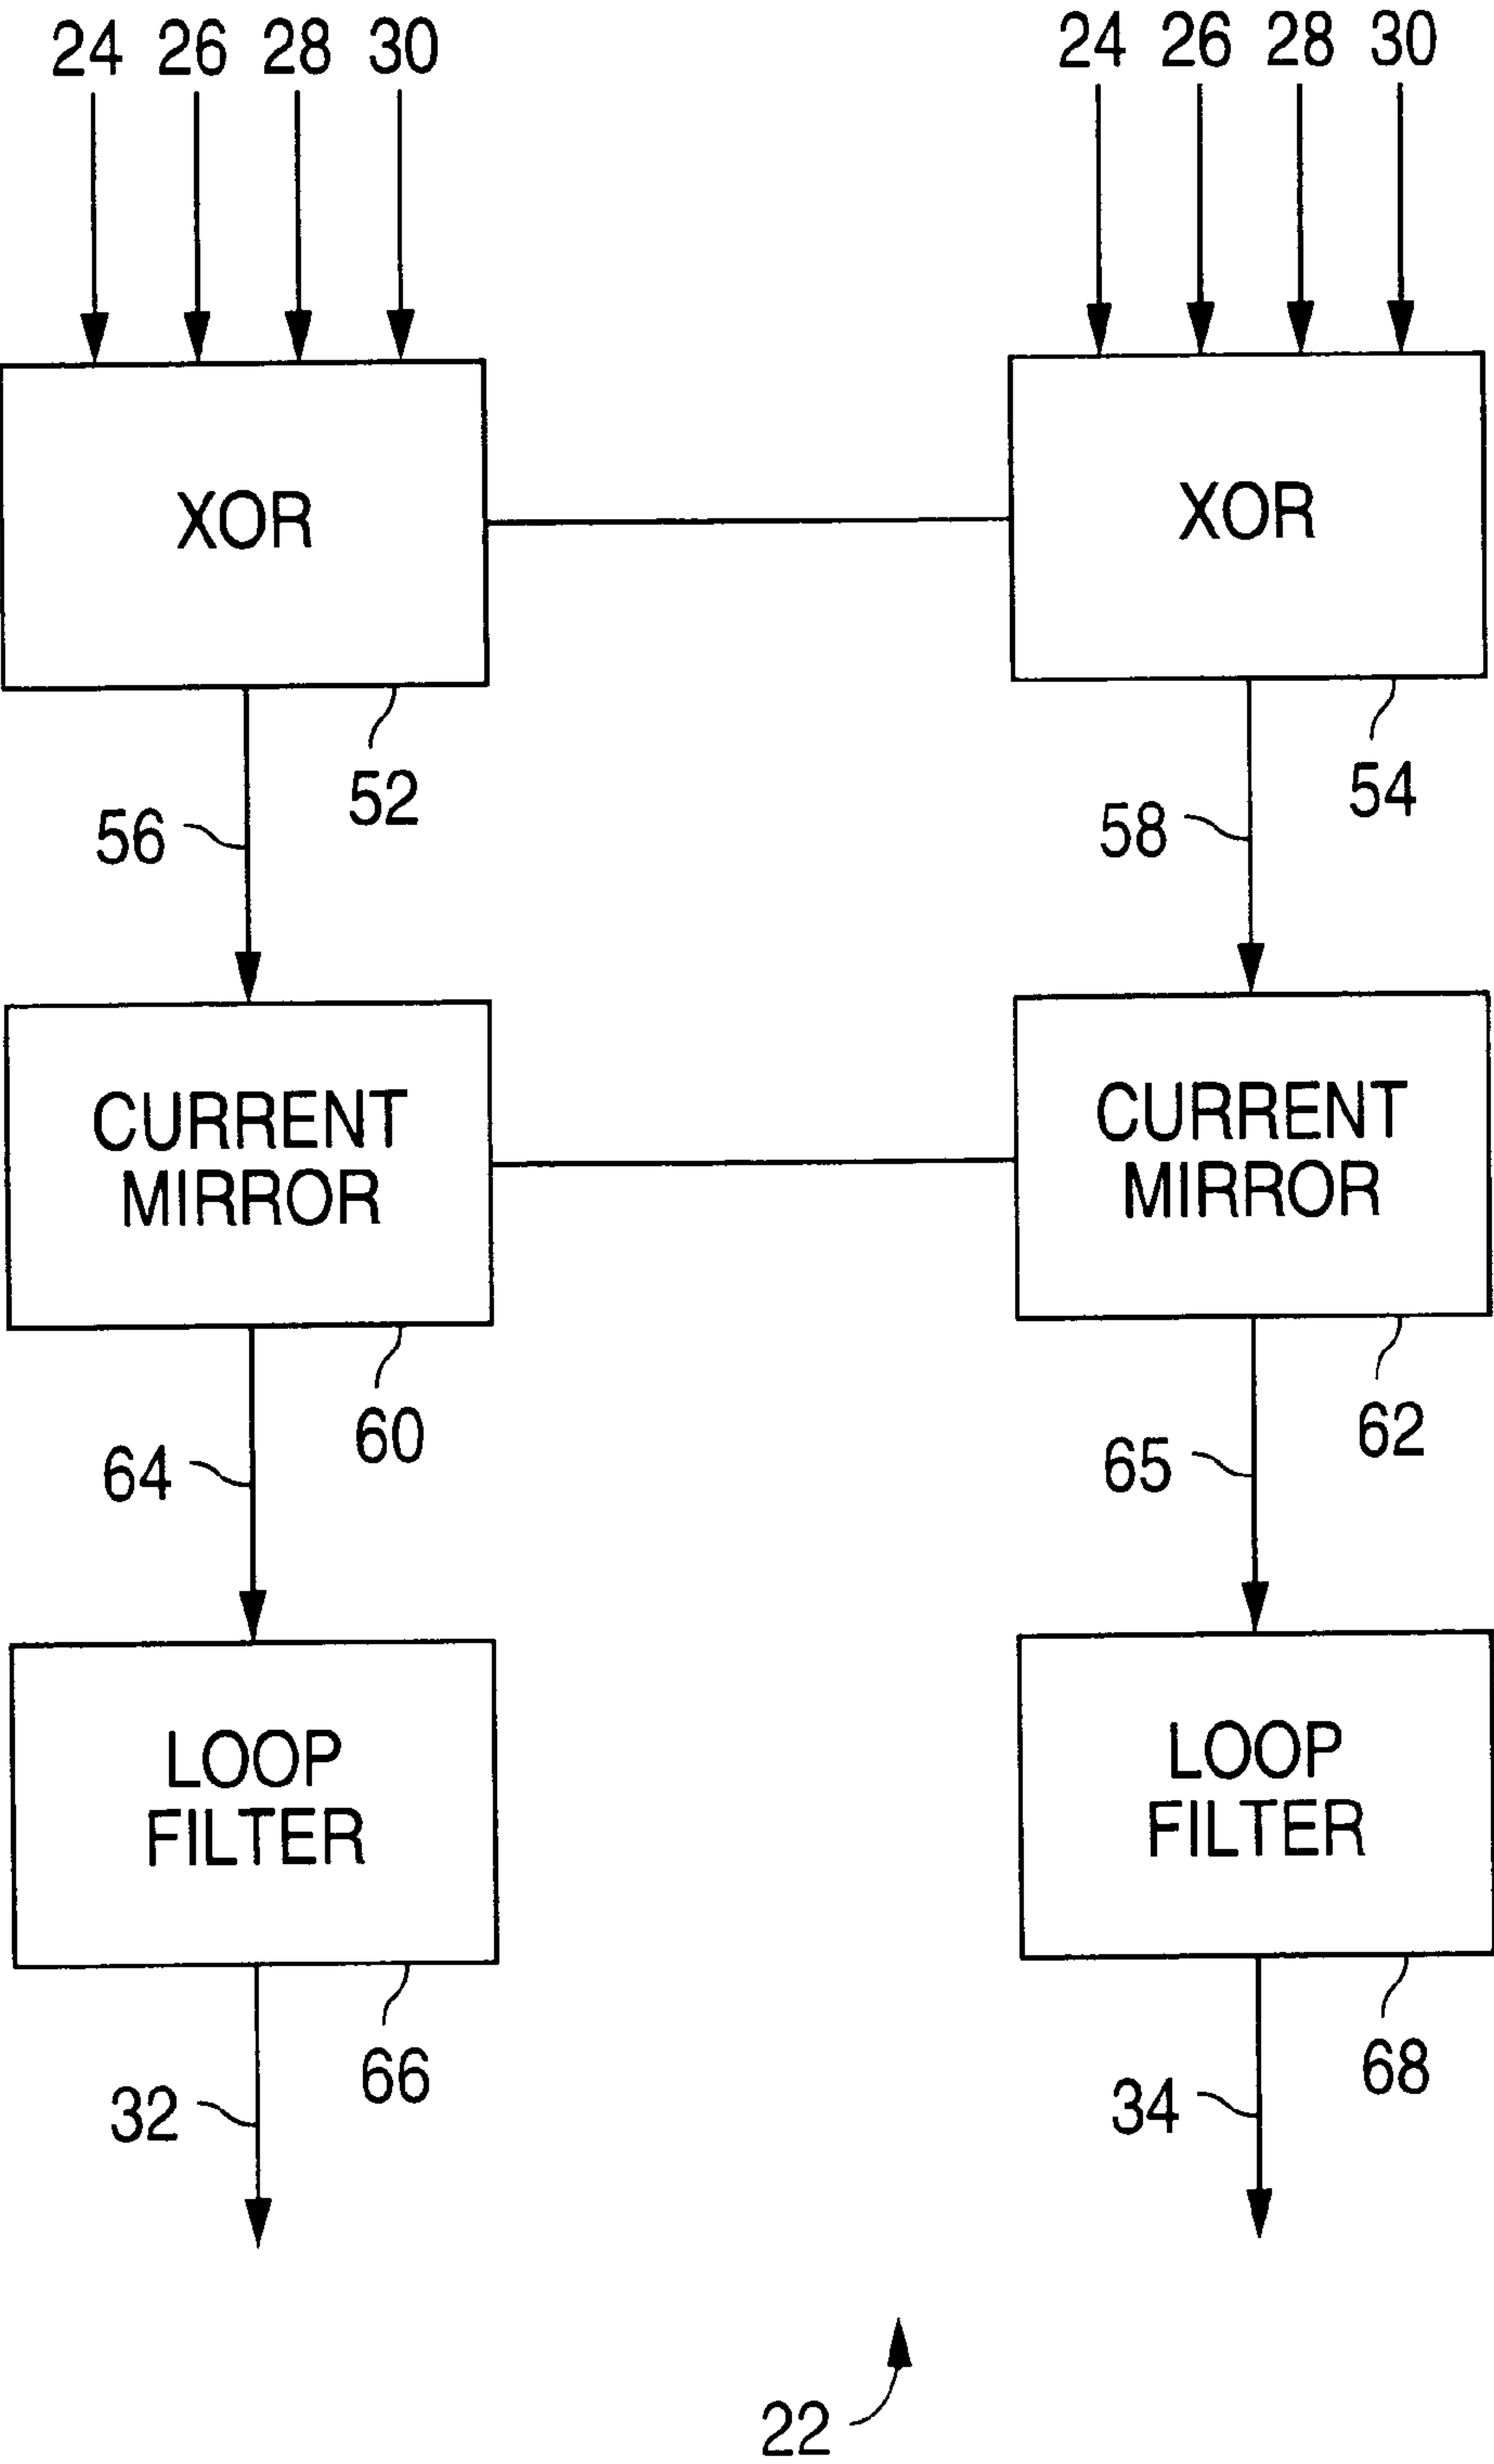 24 26 28 30 24 26 28 30
XOR XOR
52 54
56 58
CURRENT CURRENT
MIRROR MIRROR
60 62
64 65
LOOP LOOP
FILTER FILTER
66 68
32 34
22